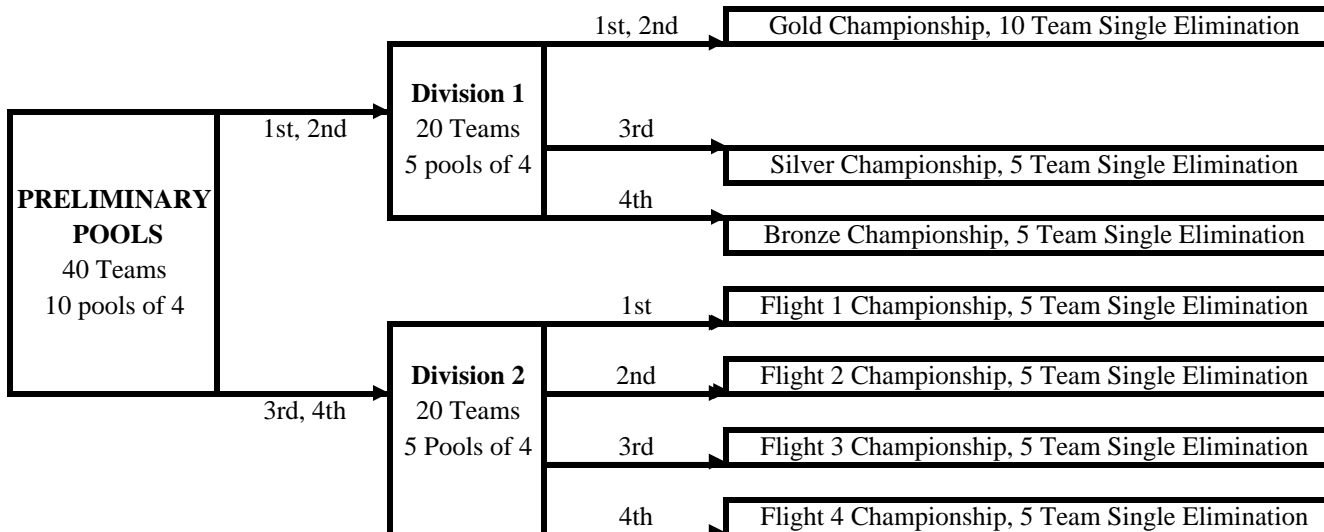 1st, 2nd
Gold Championship, 10 Team Single Elimination
Division 1
20 Teams
5 pools of 4
1st, 2nd
3rd
Silver Championship, 5 Team Single Elimination
4th
Bronze Championship, 5 Team Single Elimination
PRELIMINARY
POOLS
40 Teams
10 pools of 4
1st
Flight 1 Championship, 5 Team Single Elimination
Division 2
20 Teams
5 Pools of 4
3rd, 4th
2nd
Flight 2 Championship, 5 Team Single Elimination
3rd
Flight 3 Championship, 5 Team Single Elimination
4th
Flight 4 Championship, 5 Team Single Elimination